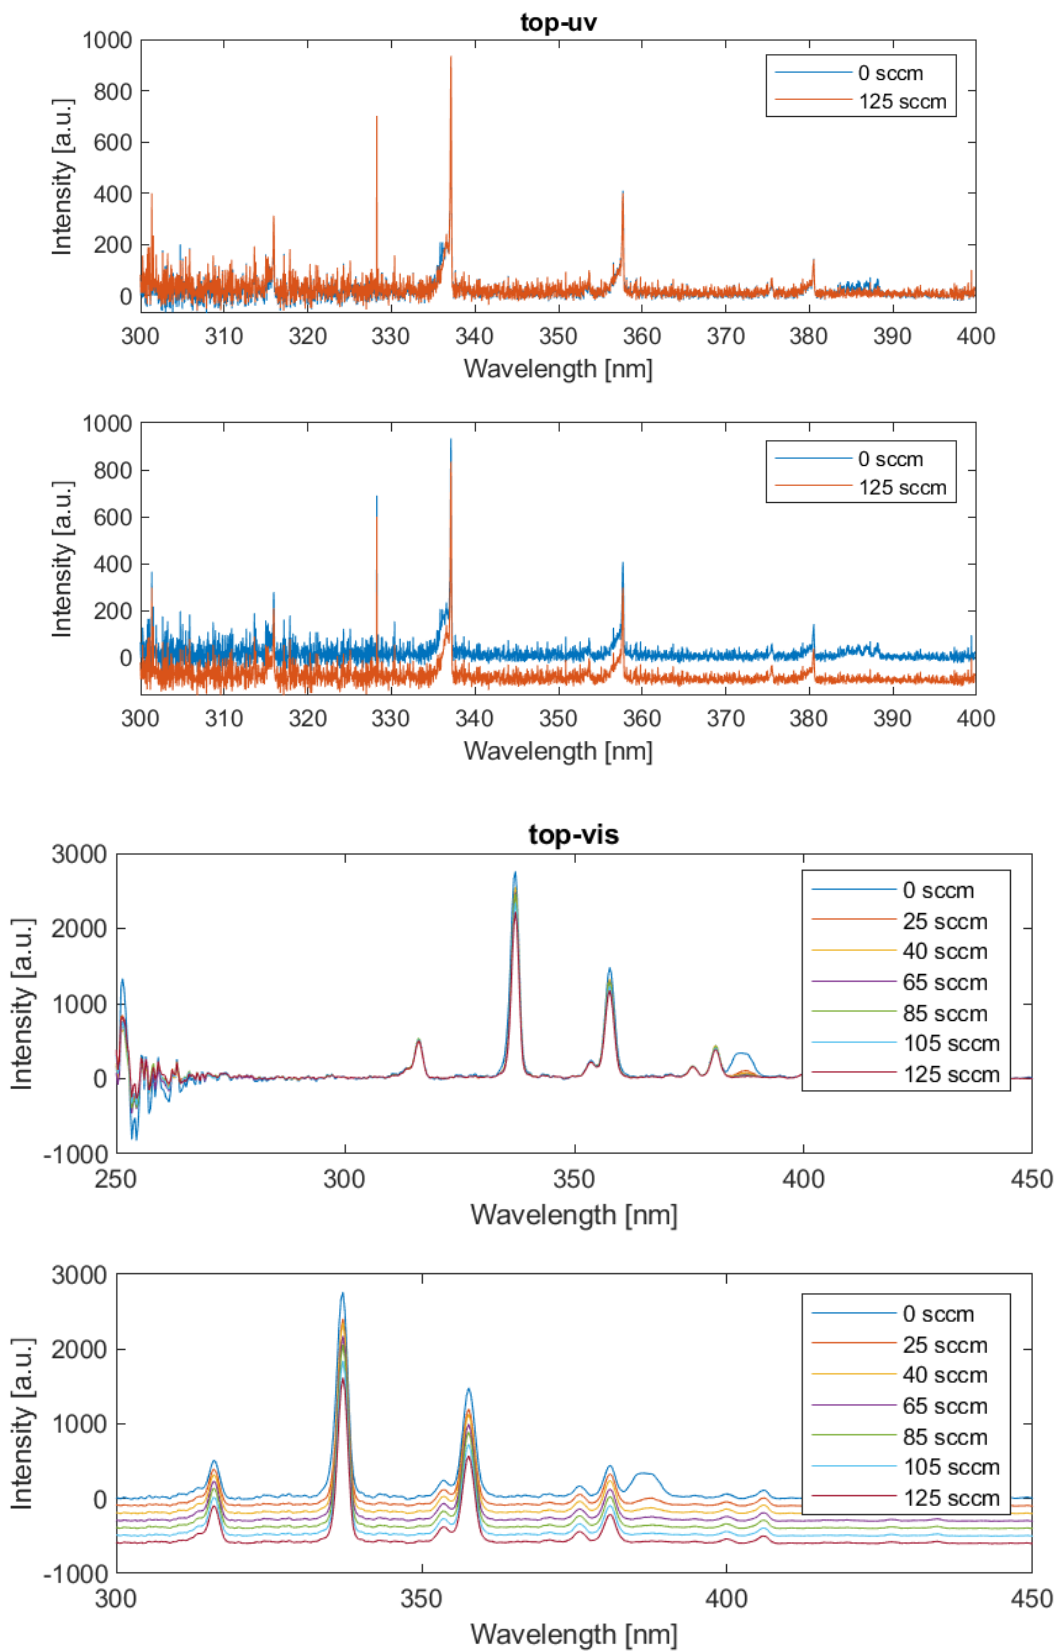 top-uv
1000
800
600
400
200
0
Intensity [a.u.]
0 sccm
125 sccm
300 310 320 330 340 350 360 370 380 390 400
Wavelength [nm]
1000
800
600
400
200
0
Intensity [a.u.]
0 sccm
125 sccm
300 310 320 330 340 350 360 370 380 390 400
Wavelength [nm]
top-vis
3000
2000
1000
0
-1000
Intensity [a.u.]
0 sccm
25 sccm
40 sccm
65 sccm
85 sccm
105 sccm
125 sccm
250 300 350 400 450
Wavelength [nm]
3000
2000
1000
0
-1000
Intensity [a.u.]
0 sccm
25 sccm
40 sccm
65 sccm
85 sccm
105 sccm
125 sccm
300 350 400 450
Wavelength [nm]